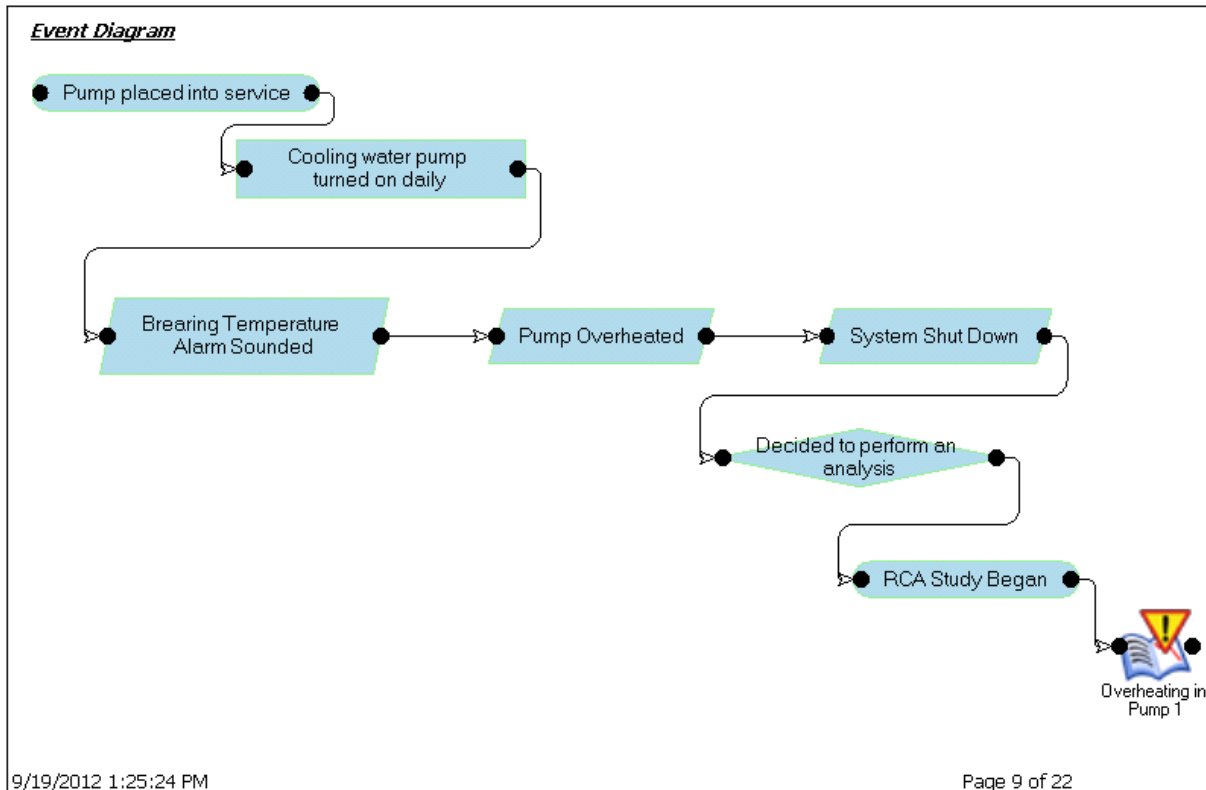 Event Diagram
Pump placed into service
Cooling water pump
turned on daily
Brearing Temperature
Alarm Sounded
Pump Overheated
System Shut Down
Decided to perform an
analysis
RCA Study Began
Overheating in
Pump 1
9/19/2012 1:25:24 PM
Page 9 of 22